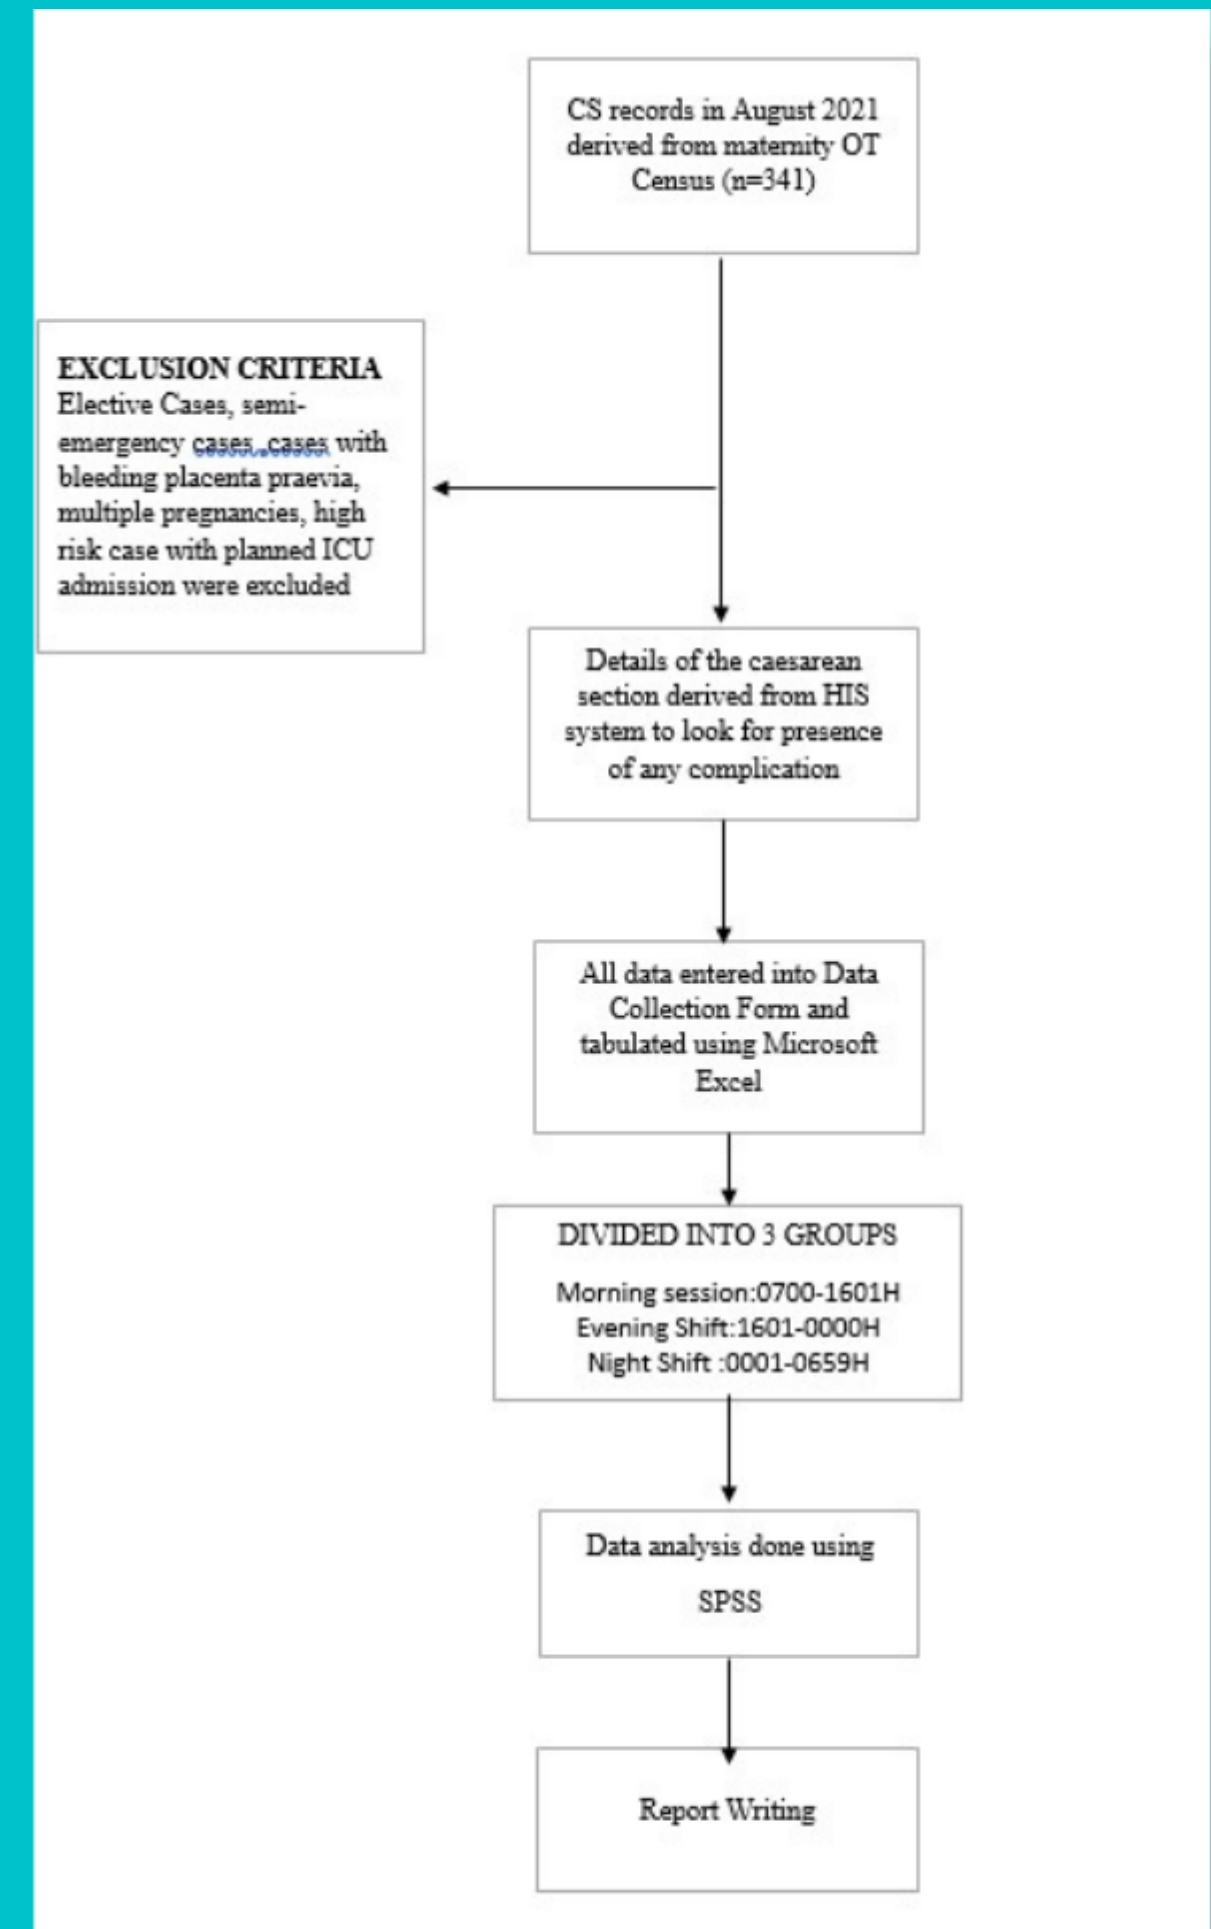 CS records in August 2021
derived from maternity OT
Census (n=341)
EXCLUSION CRITERIA
Elective Cases, semi-
emergency cases,cases with
bleeding placenta praevia,
multiple pregnancies, high
risk case with planned ICU
admission were excluded
Details of the caesarean
section derived from HIS
system to look for presence
of any complication
All data entered into Data
Collection Form and
tabulated using Microsoft
Excel
DIVIDED INTO 3 GROUPS
Morning session:0700-1601H
Evening Shift:1601-0000H
Night Shift :0001-0659H
Data analysis done using
SPSS
Report Writing